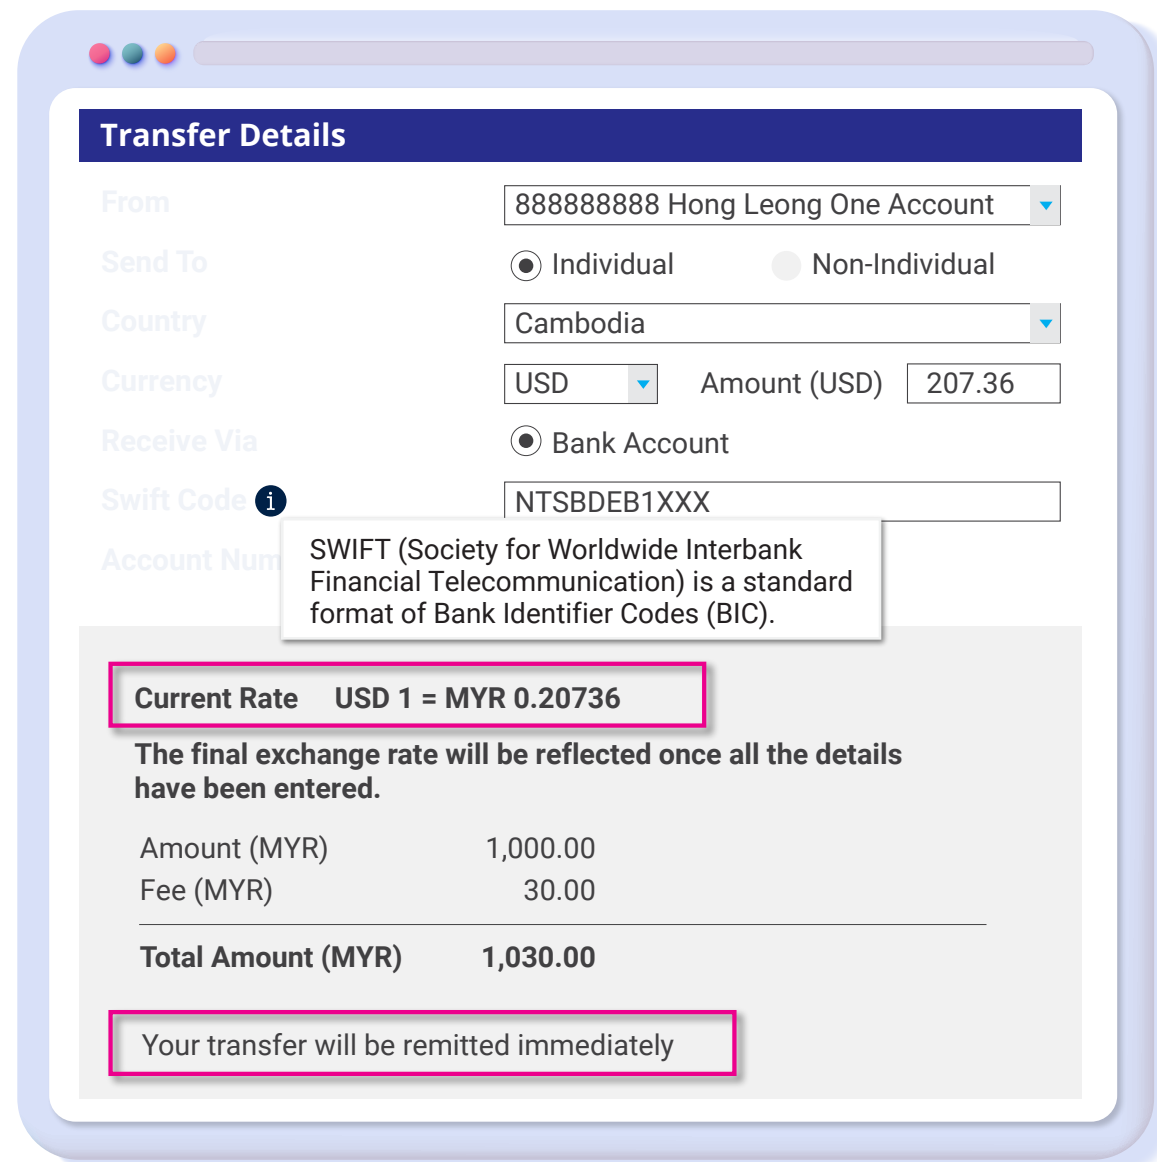 Transfer Details
From 888888888 Hong Leong One Account
Send To Individual Non-Individual
Country Cambodia
Currency USD Amount (USD) 207.36
Receive Via Bank Account
Swift Code i NTSBDEB1XXX
Account Num
SWIFT (Society for Worldwide Interbank
Financial Telecommunication) is a standard
format of Bank Identifier Codes (BIC).
Current Rate USD 1 = MYR 0.20736
The final exchange rate will be reflected once all the details
have been entered.
Amount (MYR) 1,000.00
Fee (MYR) 30.00
Total Amount (MYR) 1,030.00
Your transfer will be remitted immediately